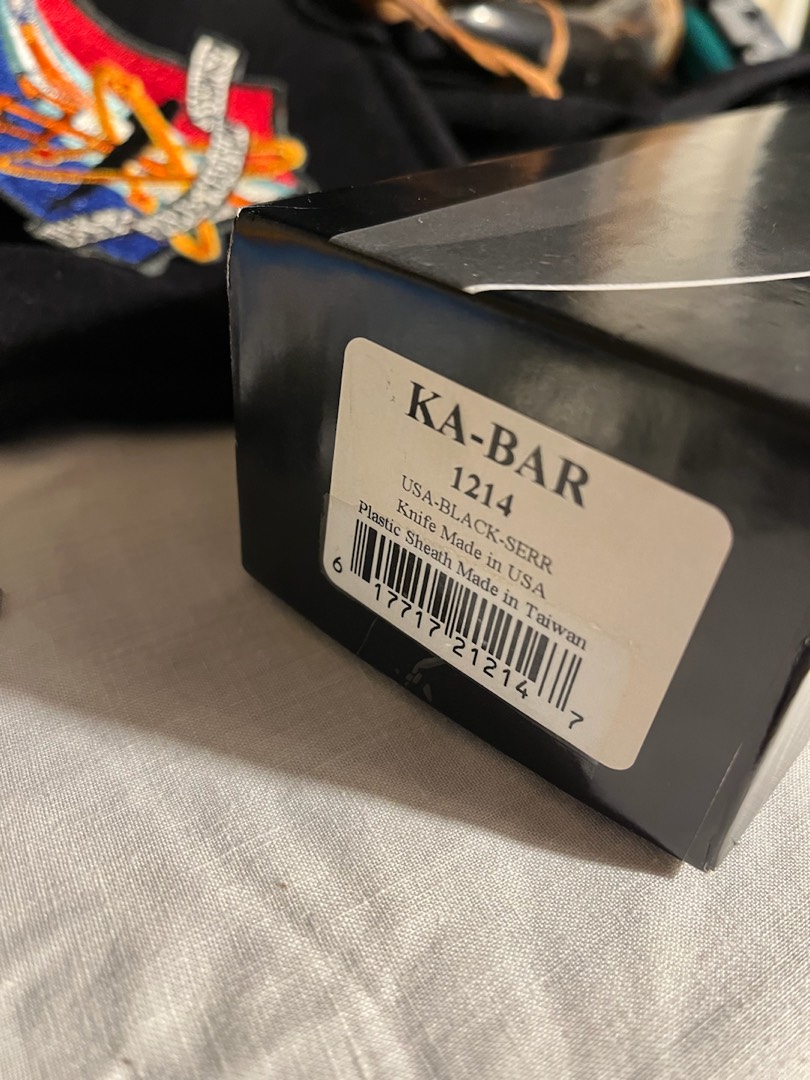 KA-BAR
1214
USA-BLACK-SERR
Knife Made in USA
Plastic Sheath Made in Taiwan
6 17717 21214 7